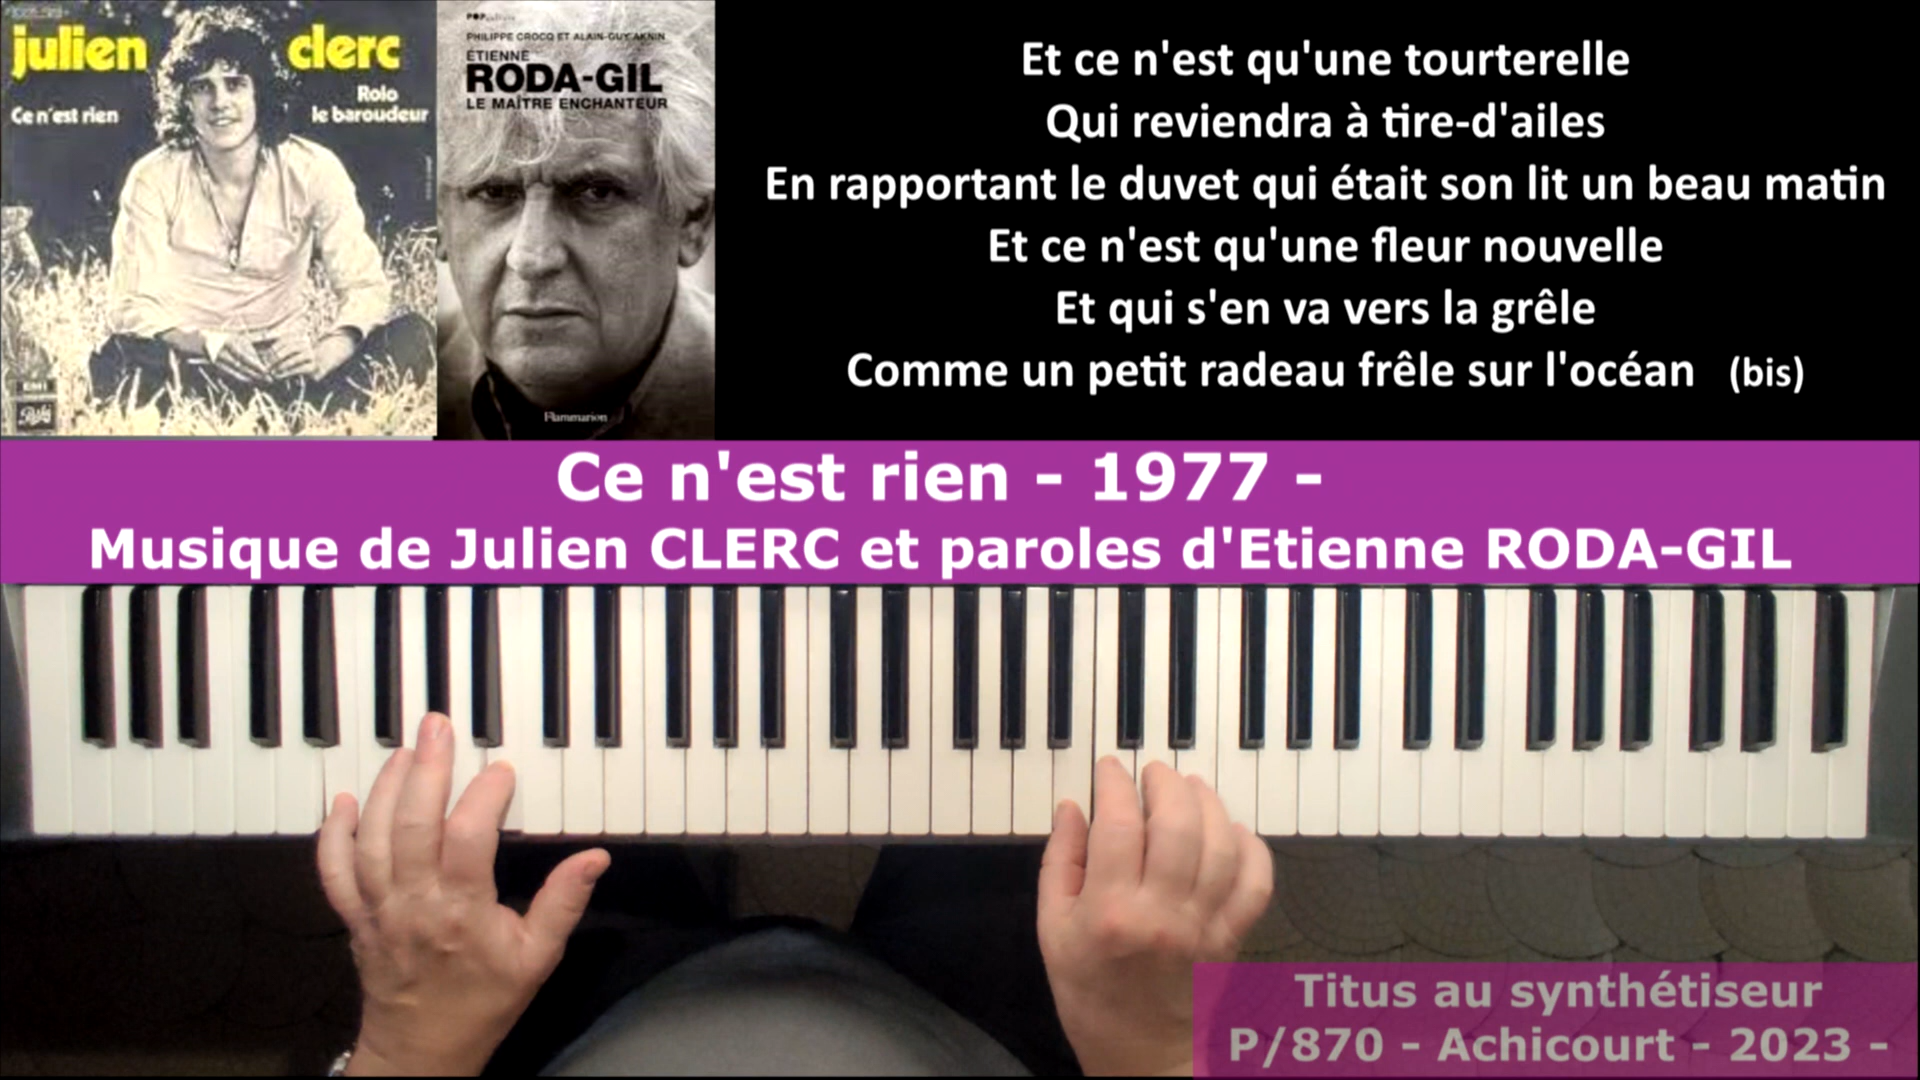 julien clerc
Ce n'est rien
Rolo
le baroudeur
EMI
POPculture
PHILIPPE CROCQ ET ALAIN-GUY AKNIN
ÉTIENNE
RODA-GIL
LE MAÎTRE ENCHANTEUR
Flammarion
Et ce n'est qu'une tourterelle
Qui reviendra à tire-d'ailes
En rapportant le duvet qui était son lit un beau matin
Et ce n'est qu'une fleur nouvelle
Et qui s'en va vers la grêle
Comme un petit radeau frêle sur l'océan (bis)
Ce n'est rien - 1977 -
Musique de Julien CLERC et paroles d'Etienne RODA-GIL
Titus au synthétiseur
P/870 - Achicourt - 2023 -